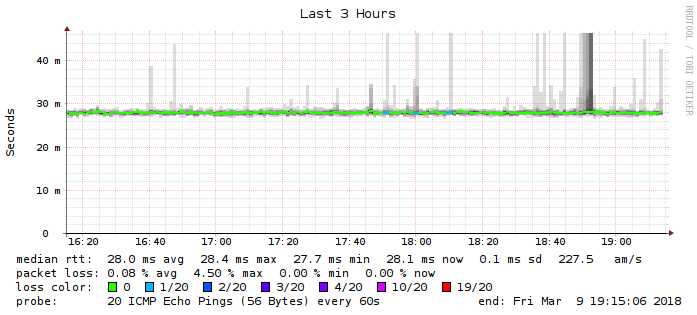 Last 3 Hours
RRDTOOL / TOBI OETIKER
Seconds
40 m
30 m
20 m
10 m
0
16:20 16:40 17:00 17:20 17:40 18:00 18:20 18:40 19:00
median rtt: 28.0 ms avg 28.4 ms max 27.7 ms min 28.1 ms now 0.1 ms sd 227.5 am/s
packet loss: 0.08 % avg 4.50 % max 0.00 % min 0.00 % now
loss color: 0 1/20 2/20 3/20 4/20 10/20 19/20
probe: 20 ICMP Echo Pings (56 Bytes) every 60s end: Fri Mar 9 19:15:06 2018